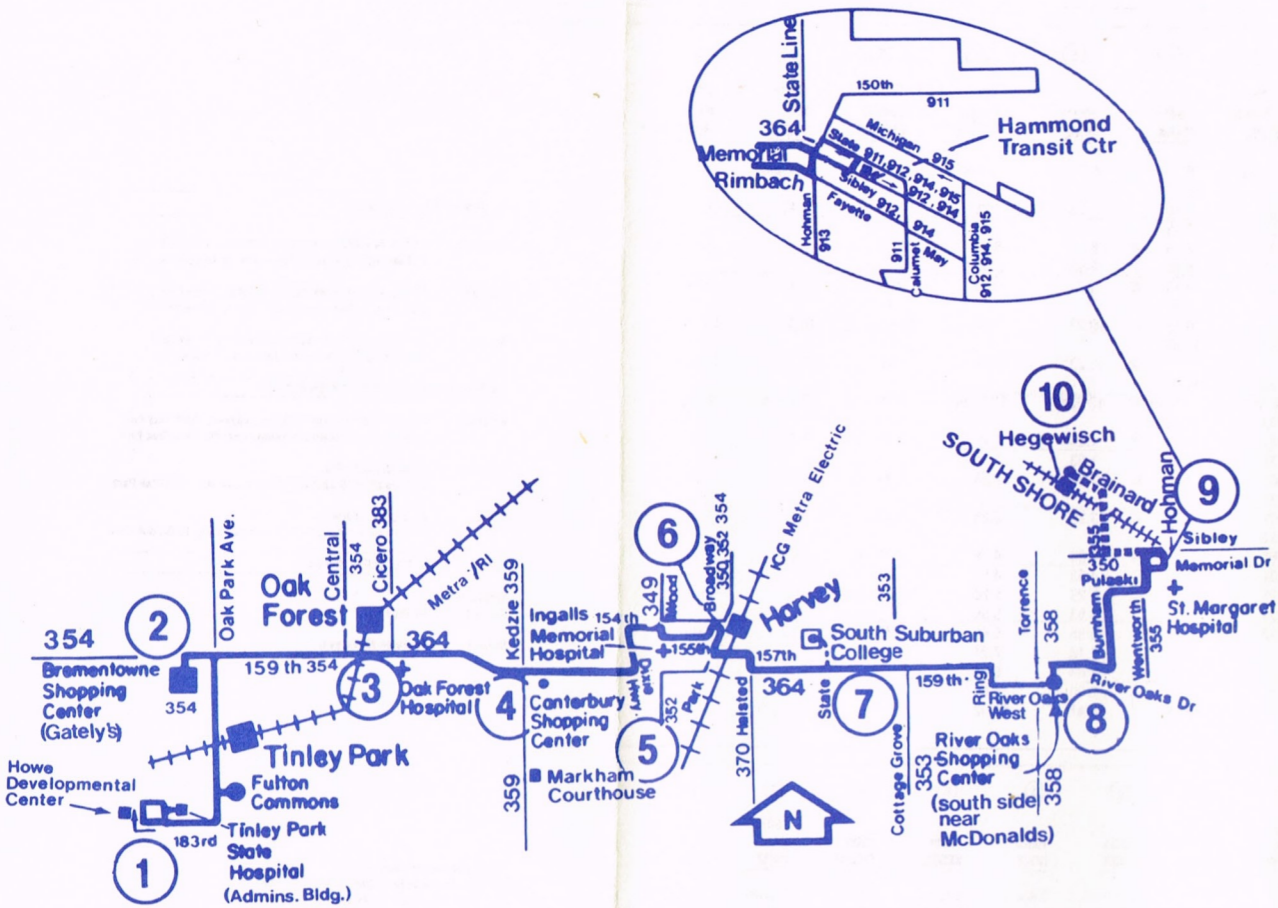 State Line
150th
911
364
Michigan 915
Hammond
Transit Ctr
Memorial
Rimbach
State 911, 912, 914, 915
912, 914
Sibley 912,
914
Fayette
May
Hohman
913
911
Calumet
Columbia
912, 914, 915
10
Hegewisch
SOUTH SHORE
Brainard
Hohman
9
355
Sibley
350
Pulaski
Memorial Dr
St. Margaret
Hospital
Burnham
Wentworth
355
River Oaks Dr
354
2
Oak Park Ave.
Oak
Forest
Central
354
Cicero 383
Metra /RI
364
Kedzie 359
Brementowne
Shopping
Center
(Gately's)
354
159 th 354
3
Oak Forest
Hospital
4
Ingalls
Memorial
Hospital
154th
349
Wood
6
Broadway
350, 352 354
ICG Metra Electric
Harvey
155th
Dixie
Hwy
Canterbury
Shopping
Center
5
352
Park
359
Markham
Courthouse
157th
364
370 Halsted
State
South Suburban
College
353
7
159th
Cottage Grove
353
Ring
River Oaks
West
Torrence
358
8
River Oaks
Shopping
Center
(south side
near
McDonalds)
358
N
Tinley Park
Howe
Developmental
Center
Fulton
Commons
183rd
Tinley Park
State
Hospital
(Admins. Bldg.)
1